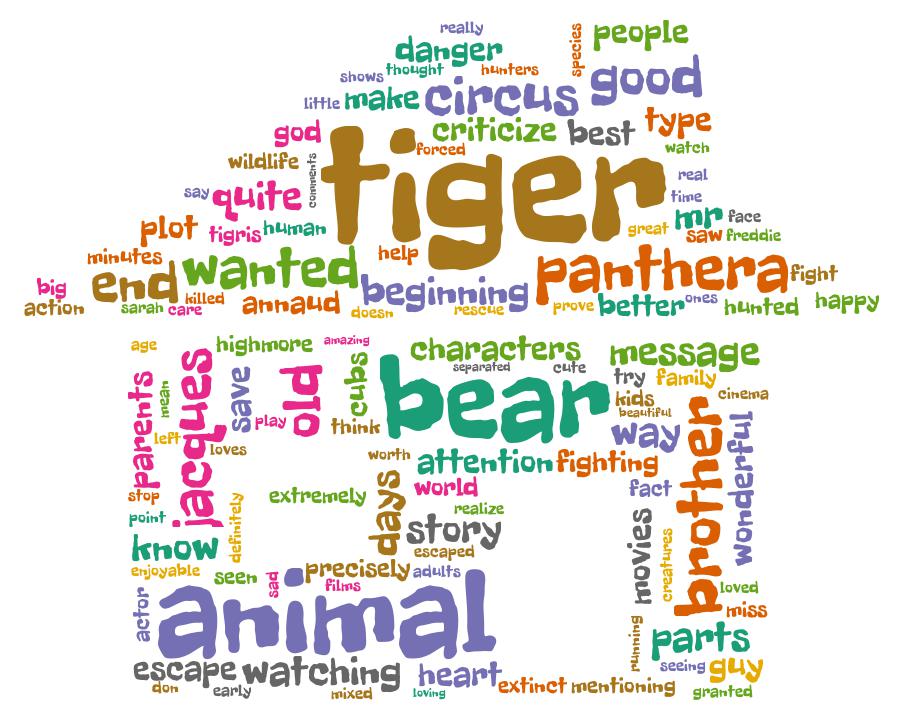 really
people
species
danger
thought
hunters
shows
good
little
make
circus
god
criticize
best
type
forced
watch
wildlife
comments
tiger
real
say
quite
time
plot
tigris
human
great
mr
face
saw
freddie
minutes
help
end
wanted
panthera
fight
big
beginning
action
sarah
care
killed
annaud
doesn
rescue
prove
better
ones
hunted
happy
age
highmore
amazing
characters
message
separated
cute
parents
mean
jacques
save
old
cubs
bear
try
family
kids
cinema
beautiful
play
think
left
loves
way
brother
wonderful
worth
attention
fighting
stop
extremely
days
world
fact
point
definitely
realize
know
story
movies
creatures
escaped
enjoyable
seen
sad
precisely
adults
films
loved
actor
animal
miss
running
parts
escape
watching
heart
seeing
guy
don
early
mixed
loving
extinct
mentioning
granted